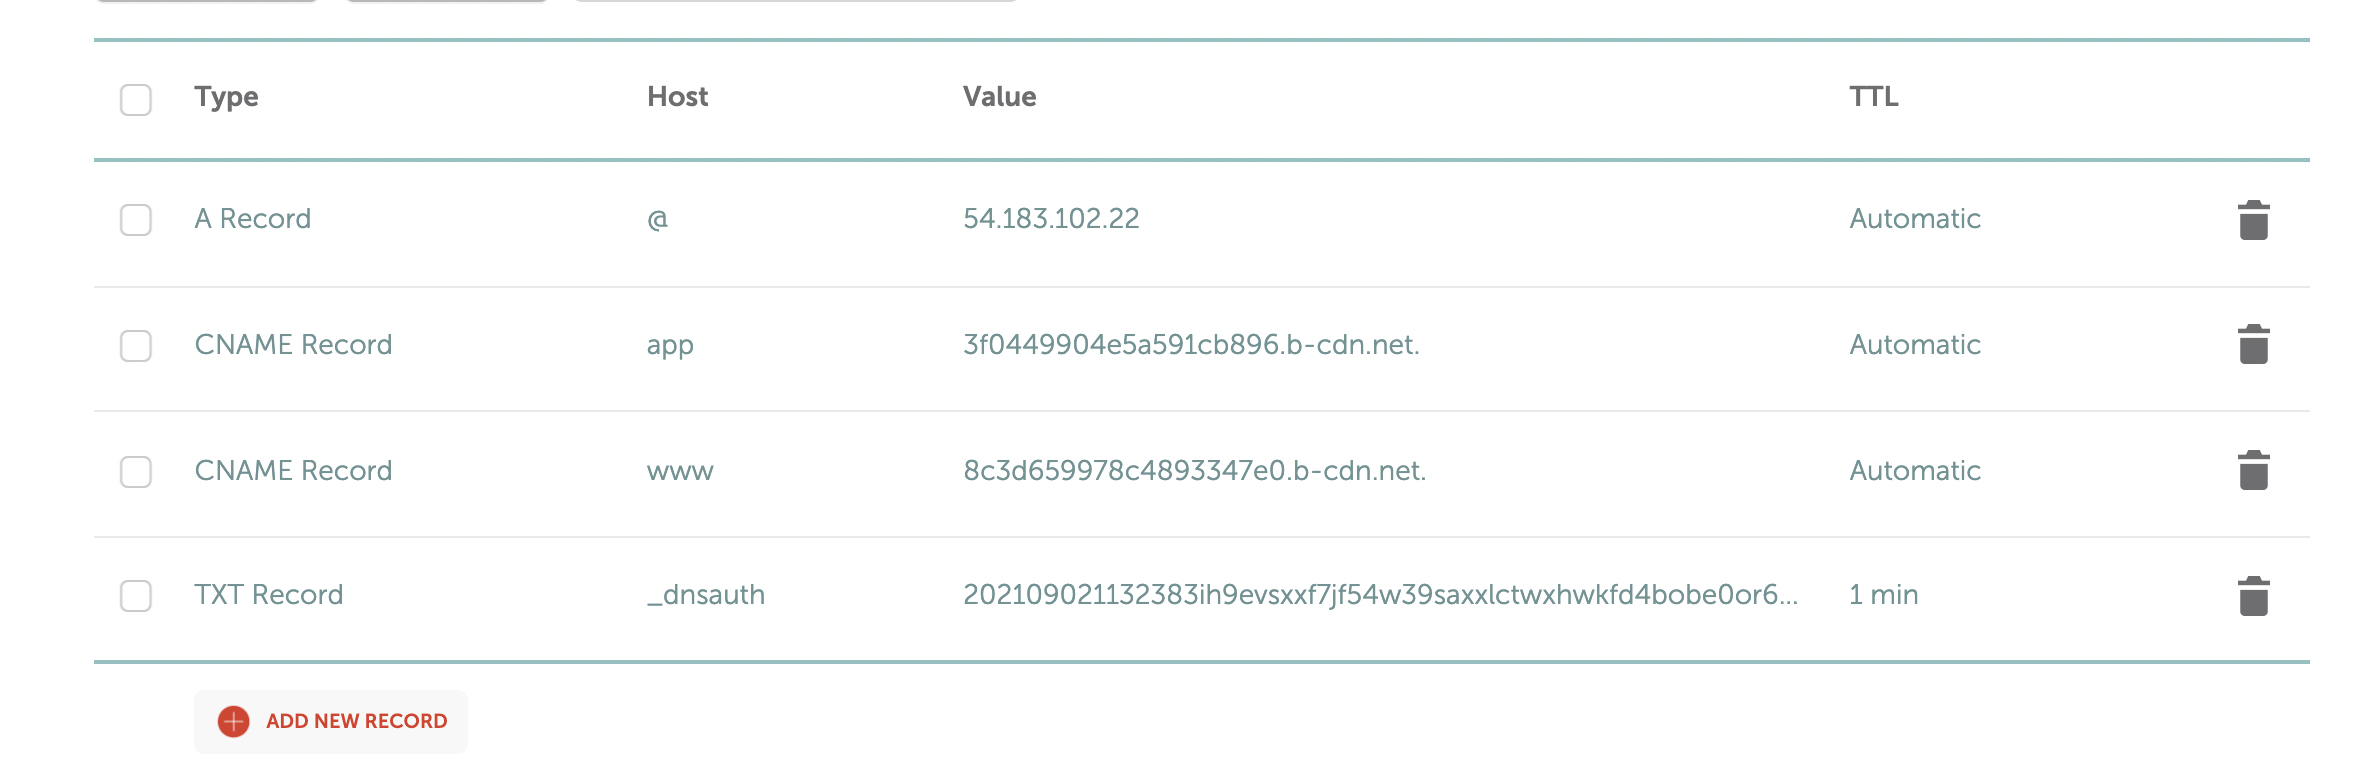 Type Host Value TTL
A Record @ 54.183.102.22 Automatic
CNAME Record app 3f0449904e5a591cb896.b-cdn.net. Automatic
CNAME Record www 8c3d659978c4893347e0.b-cdn.net. Automatic
TXT Record _dnsauth 202109021132383ih9evsxxf7jf54w39saxxlctwxhwkfd4bobe0or6... 1 min
ADD NEW RECORD